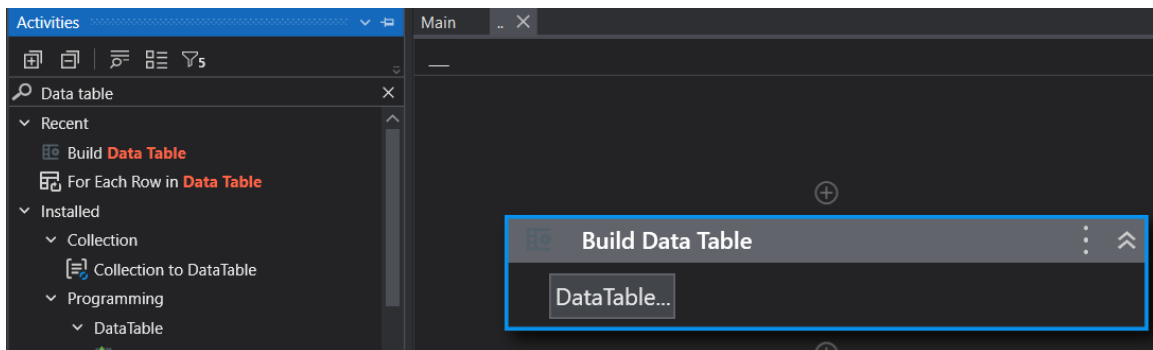 Activities
Main
..
5
Data table
Recent
Build Data Table
For Each Row in Data Table
Installed
Collection
Collection to DataTable
Programming
DataTable
Build Data Table
DataTable...